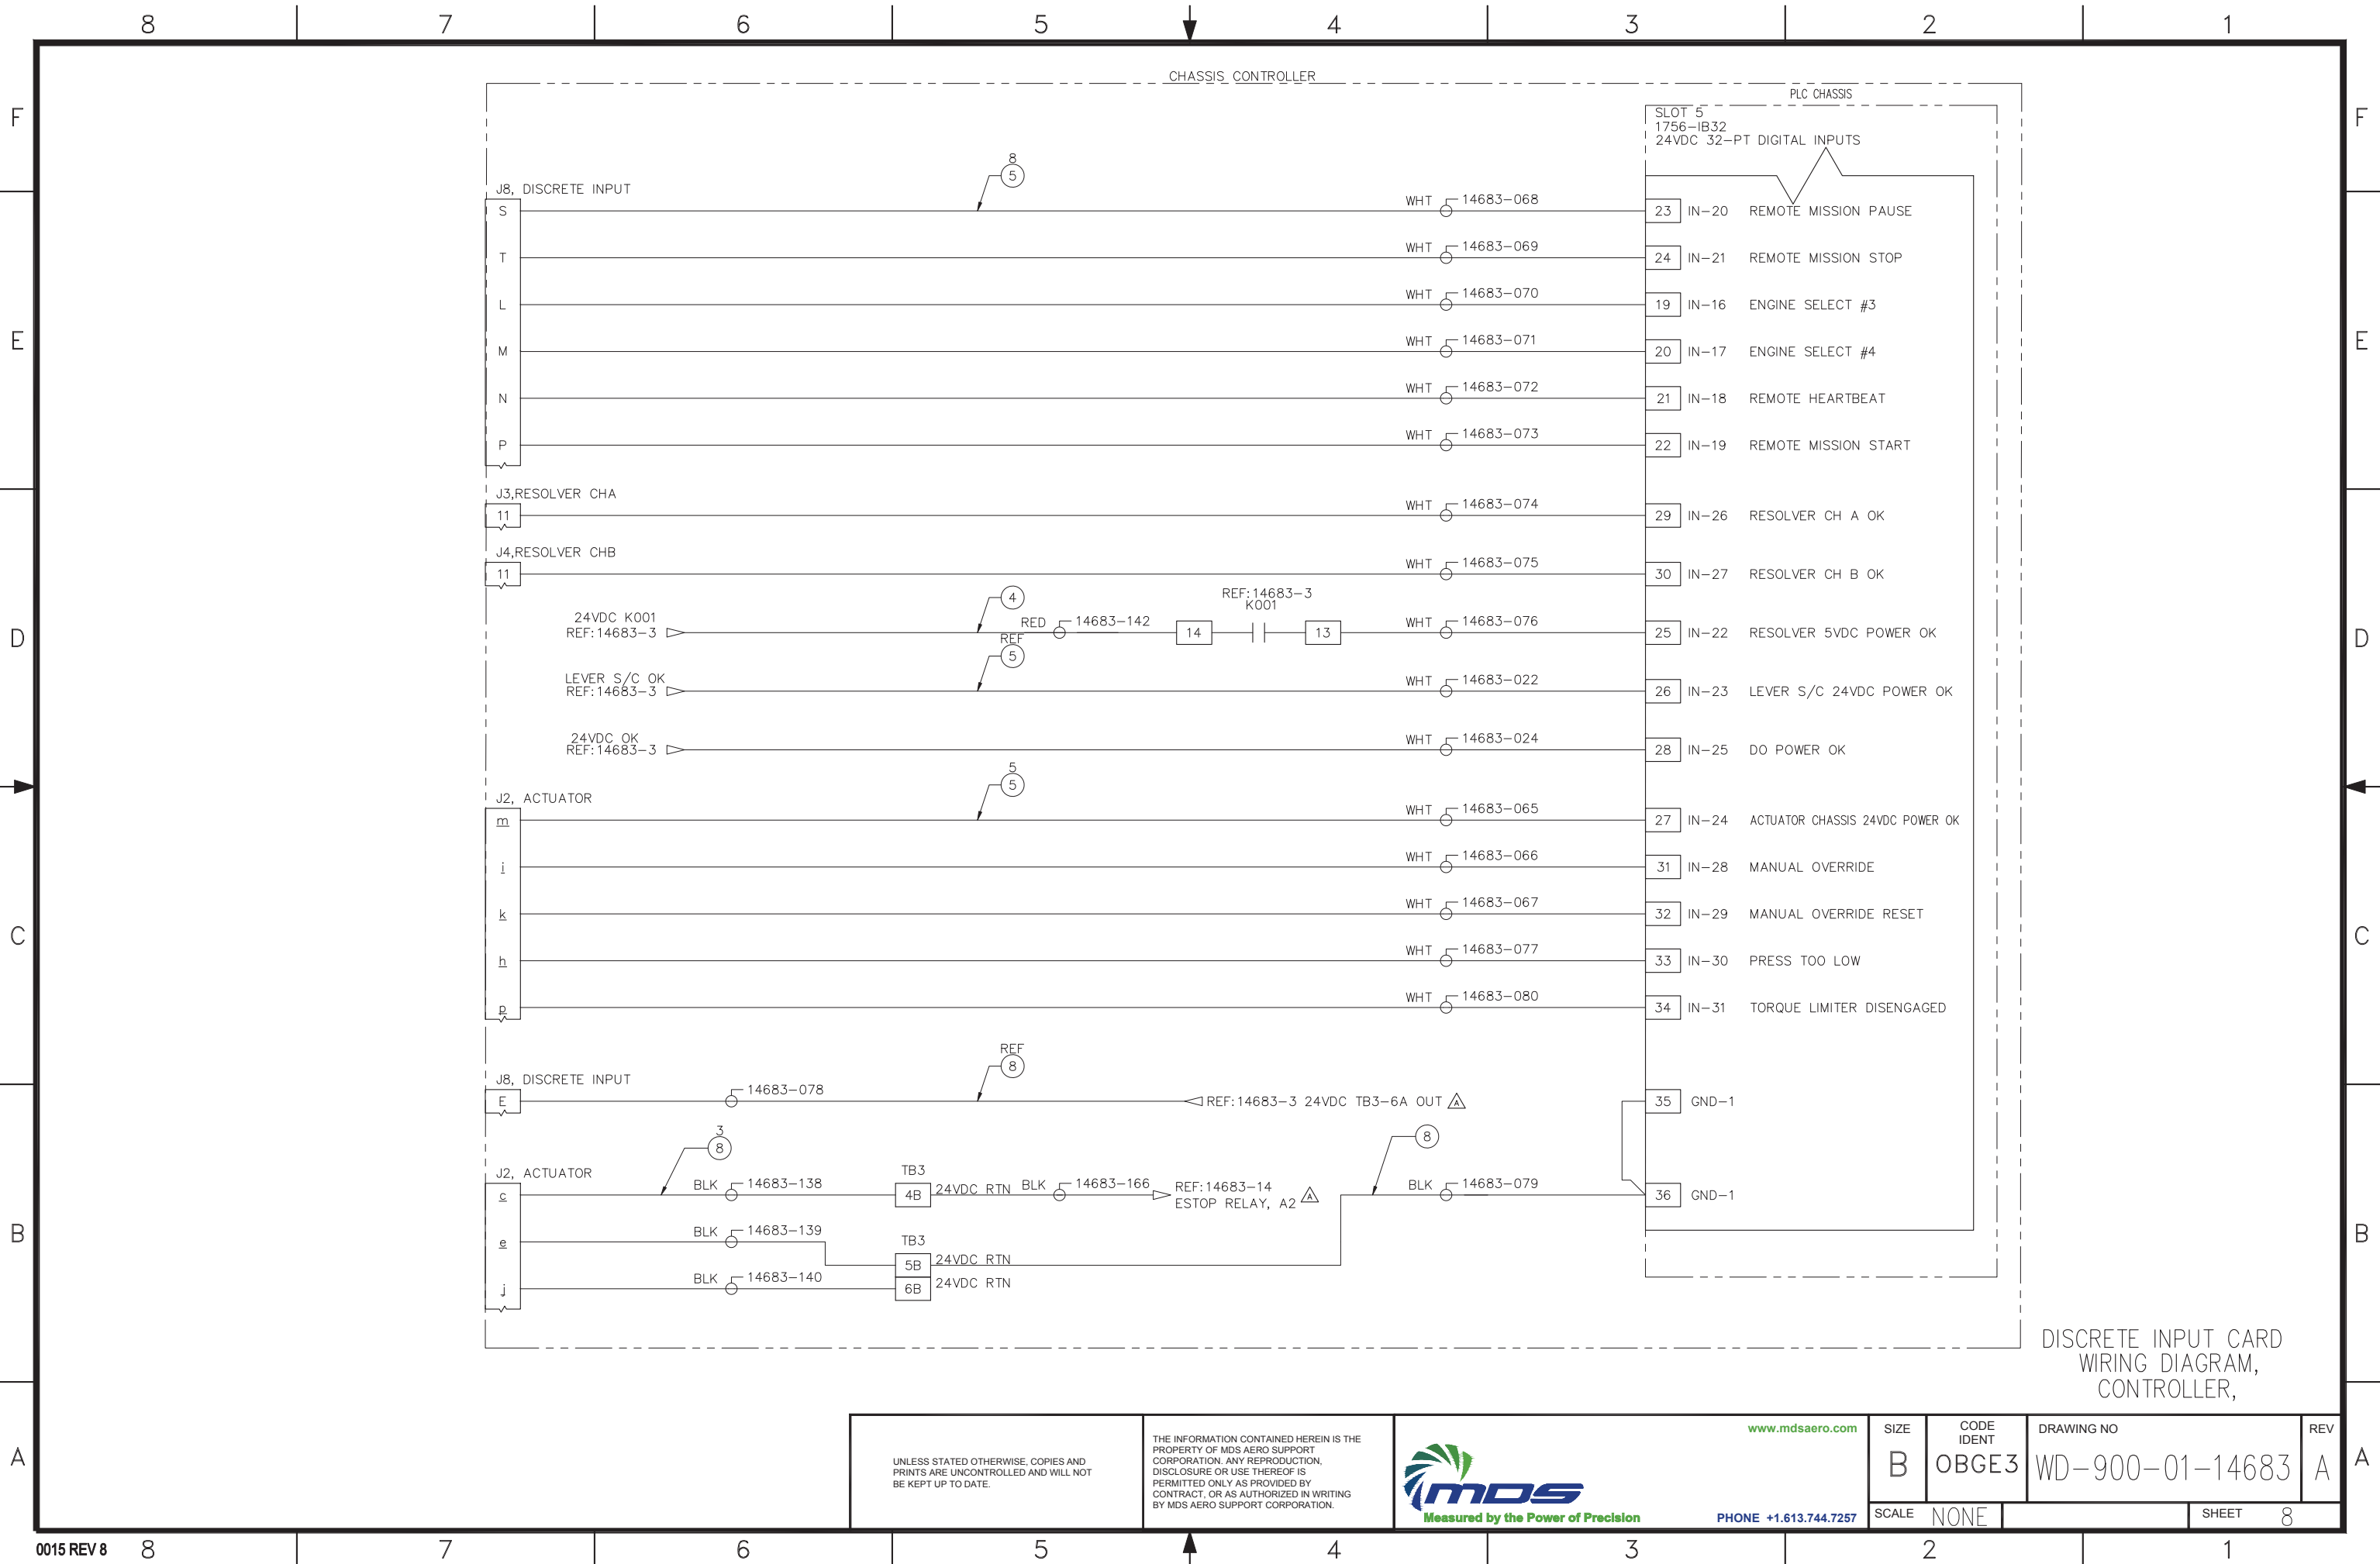 8 7 6 5 4 3 2 1
F F
E E
D D
C C
B B
A A
CHASSIS CONTROLLER
PLC CHASSIS
SLOT 5
1756-IB32
24VDC 32-PT DIGITAL INPUTS
8
5
J8, DISCRETE INPUT
S WHT 14683-068 23 IN-20 REMOTE MISSION PAUSE
T WHT 14683-069 24 IN-21 REMOTE MISSION STOP
L WHT 14683-070 19 IN-16 ENGINE SELECT #3
M WHT 14683-071 20 IN-17 ENGINE SELECT #4
N WHT 14683-072 21 IN-18 REMOTE HEARTBEAT
P WHT 14683-073 22 IN-19 REMOTE MISSION START
J3,RESOLVER CHA
11 WHT 14683-074 29 IN-26 RESOLVER CH A OK
J4,RESOLVER CHB
11 WHT 14683-075 30 IN-27 RESOLVER CH B OK
4
REF:14683-3
K001
24VDC K001
REF:14683-3 RED 14683-142 14 13 WHT 14683-076 25 IN-22 RESOLVER 5VDC POWER OK
REF
5
LEVER S/C OK
REF:14683-3 WHT 14683-022 26 IN-23 LEVER S/C 24VDC POWER OK
24VDC OK
REF:14683-3 WHT 14683-024 28 IN-25 DO POWER OK
5
5
J2, ACTUATOR
m WHT 14683-065 27 IN-24 ACTUATOR CHASSIS 24VDC POWER OK
i WHT 14683-066 31 IN-28 MANUAL OVERRIDE
k WHT 14683-067 32 IN-29 MANUAL OVERRIDE RESET
h WHT 14683-077 33 IN-30 PRESS TOO LOW
p WHT 14683-080 34 IN-31 TORQUE LIMITER DISENGAGED
REF
8
J8, DISCRETE INPUT
E 14683-078 REF:14683-3 24VDC TB3-6A OUT A 35 GND-1
3
8
8
J2, ACTUATOR
c BLK 14683-138 TB3 4B 24VDC RTN BLK 14683-166 REF:14683-14
ESTOP RELAY, A2 A
BLK 14683-079 36 GND-1
e BLK 14683-139 TB3 5B 24VDC RTN
j BLK 14683-140 6B 24VDC RTN
DISCRETE INPUT CARD
WIRING DIAGRAM,
CONTROLLER,
UNLESS STATED OTHERWISE, COPIES AND
PRINTS ARE UNCONTROLLED AND WILL NOT
BE KEPT UP TO DATE.
THE INFORMATION CONTAINED HEREIN IS THE
PROPERTY OF MDS AERO SUPPORT
CORPORATION. ANY REPRODUCTION,
DISCLOSURE OR USE THEREOF IS
PERMITTED ONLY AS PROVIDED BY
CONTRACT, OR AS AUTHORIZED IN WRITING
BY MDS AERO SUPPORT CORPORATION.
www.mdsaero.com
mDS
Measured by the Power of Precision
PHONE +1.613.744.7257
SIZE
B
CODE
IDENT
OBGE3
DRAWING NO
WD-900-01-14683
REV
A
SCALE NONE
SHEET 8
0015 REV 8
8 7 6 5 4 3 2 1